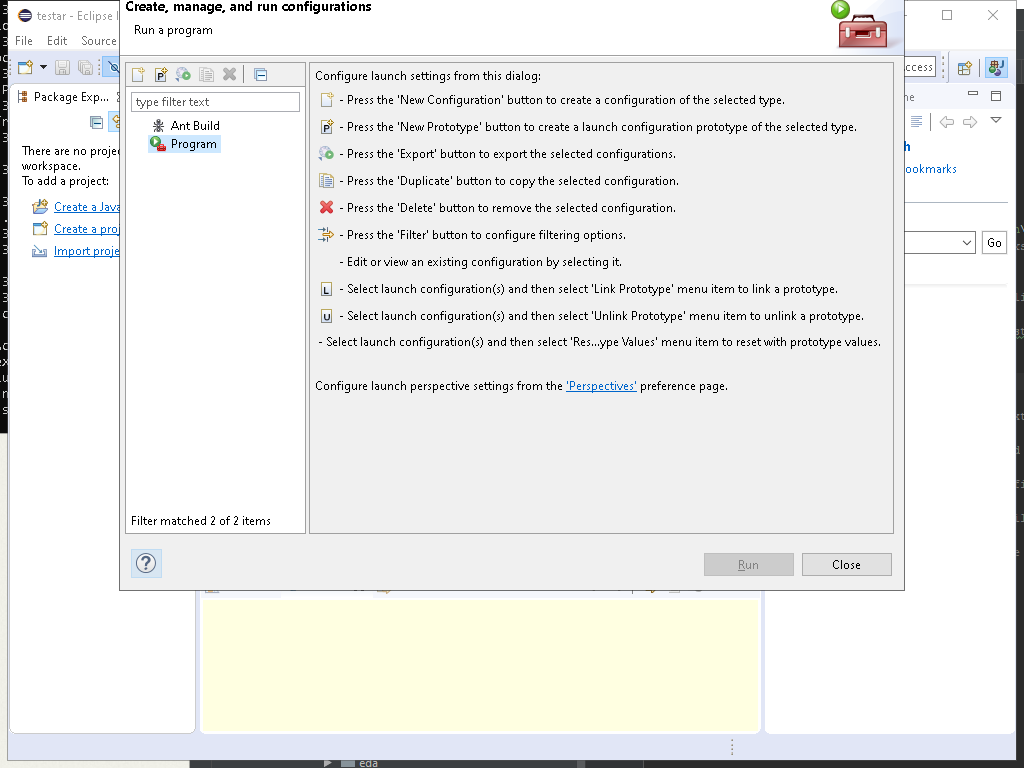 Create, manage, and run configurations
testar - Eclipse
Run a program
File Edit Source
Configure launch settings from this dialog:
cess
Package Exp...
type filter text
- Press the 'New Configuration' button to create a configuration of the selected type.
Ant Build
- Press the 'New Prototype' button to create a launch configuration prototype of the selected type.
Program
There are no
workspace.
To add a project:
- Press the 'Export' button to export the selected configurations.
ookmarks
- Press the 'Duplicate' button to copy the selected configuration.
Create a Java
- Press the 'Delete' button to remove the selected configuration.
Create a
- Press the 'Filter' button to configure filtering options.
Go
Import
- Edit or view an existing configuration by selecting it.
L - Select launch configuration(s) and then select 'Link Prototype' menu item to link a prototype.
U - Select launch configuration(s) and then select 'Unlink Prototype' menu item to unlink a prototype.
- Select launch configuration(s) and then select 'Res...ype Values' menu item to reset with prototype values.
Configure launch perspective settings from the 'Perspectives' preference page.
Filter matched 2 of 2 items
?
Run
Close
eda